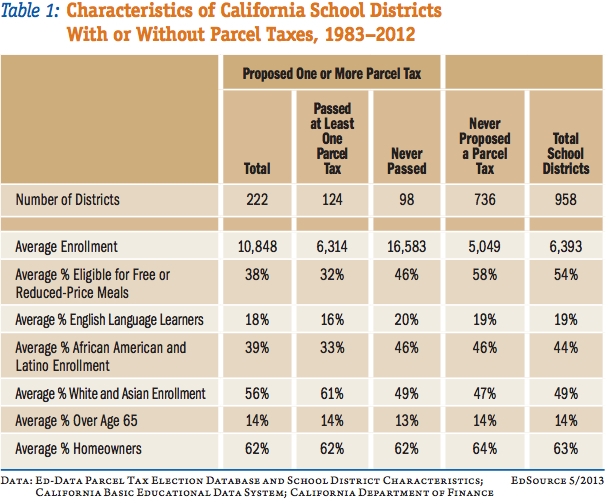 Table 1: Characteristics of California School Districts
With or Without Parcel Taxes, 1983–2012
Proposed One or More Parcel Tax
Total
Passed
at Least
One
Parcel
Tax
Never
Passed
Never
Proposed
a Parcel
Tax
Total
School
Districts
Number of Districts 222 124 98 736 958
Average Enrollment 10,848 6,314 16,583 5,049 6,393
Average % Eligible for Free or
Reduced-Price Meals 38% 32% 46% 58% 54%
Average % English Language Learners 18% 16% 20% 19% 19%
Average % African American and
Latino Enrollment 39% 33% 46% 46% 44%
Average % White and Asian Enrollment 56% 61% 49% 47% 49%
Average % Over Age 65 14% 14% 13% 14% 14%
Average % Homeowners 62% 62% 62% 64% 63%
Data: Ed-Data Parcel Tax Election Database and School District Characteristics; EdSource 5/2013
California Basic Educational Data System; California Department of Finance